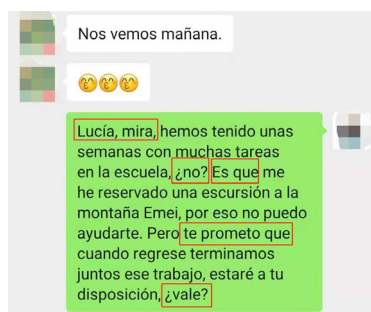 Nos vemos mañana.
😙😙😙
Lucía, mira, hemos tenido unas
semanas con muchas tareas
en la escuela, ¿no? Es que me
he reservado una escursión a la
montaña Emei, por eso no puedo
ayudarte. Pero te prometo que
cuando regrese terminamos
juntos ese trabajo, estaré a tu
disposición, ¿vale?